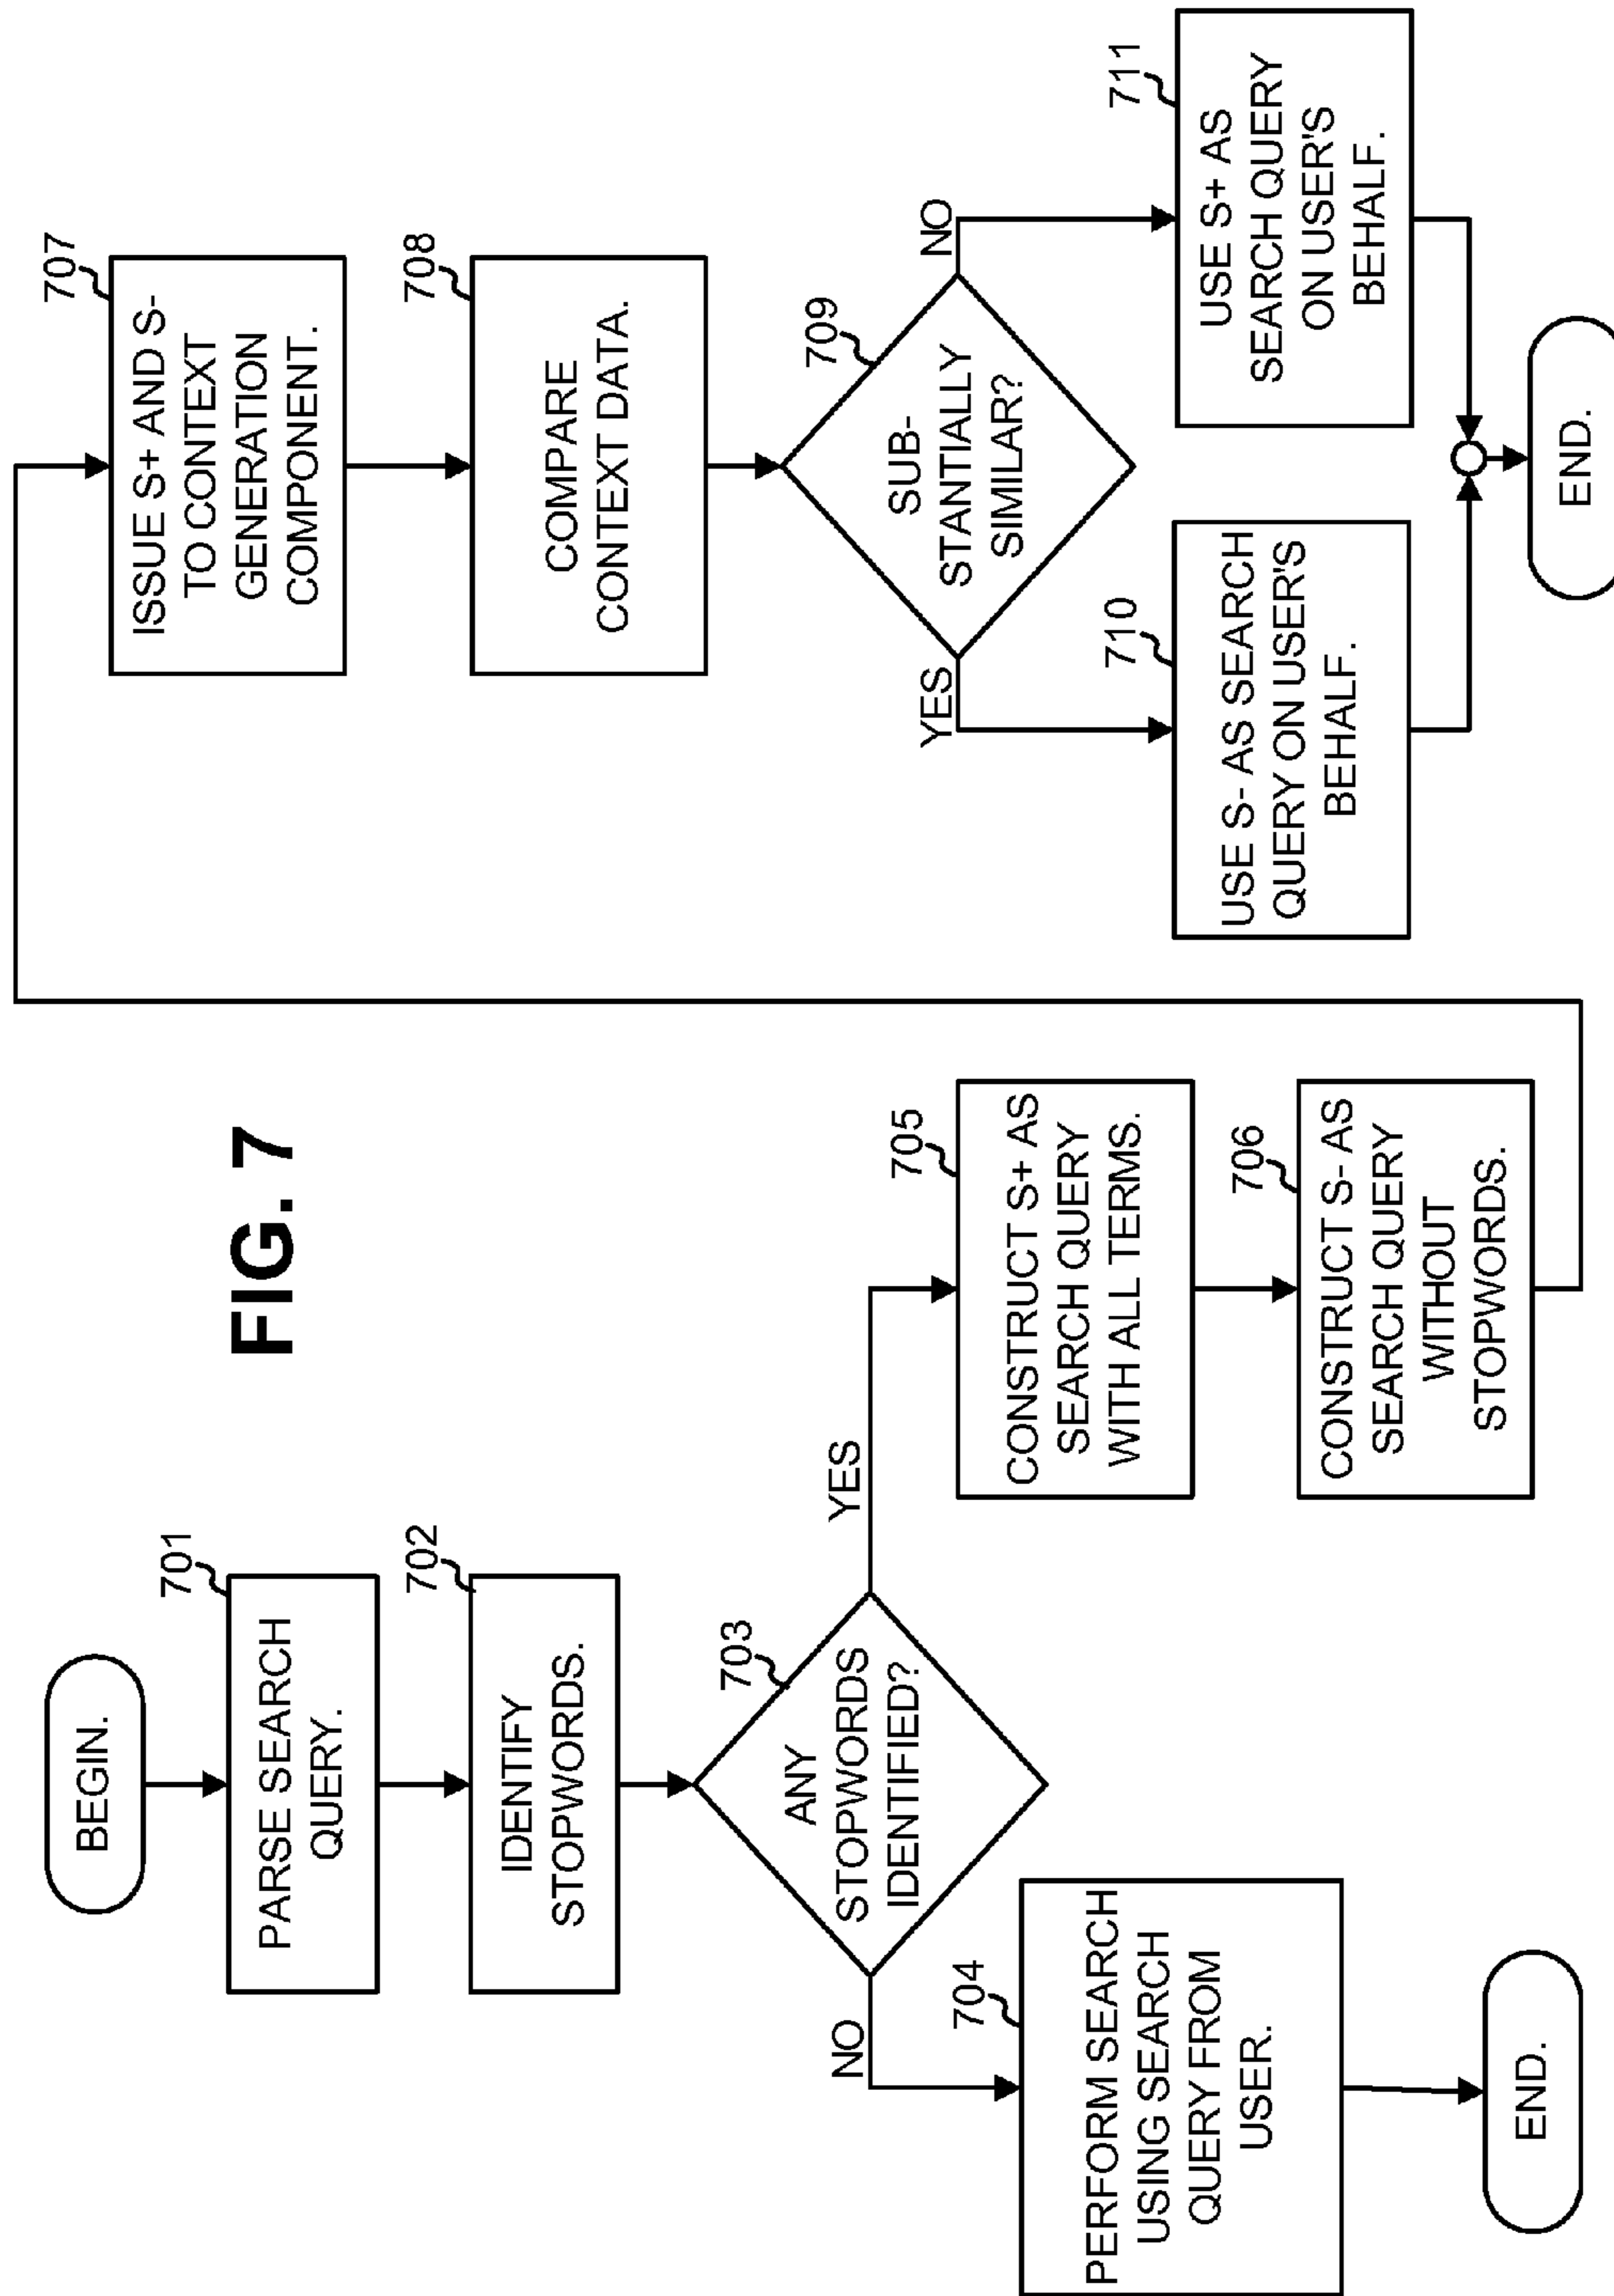 FIG. 7
BEGIN.
701
PARSE SEARCH
QUERY.
702
IDENTIFY
STOPWORDS.
703
ANY
STOPWORDS
IDENTIFIED?
NO
YES
704
PERFORM SEARCH
USING SEARCH
QUERY FROM
USER.
END.
705
CONSTRUCT S+ AS
SEARCH QUERY
WITH ALL TERMS.
706
CONSTRUCT S- AS
SEARCH QUERY
WITHOUT
STOPWORDS.
707
ISSUE S+ AND S-
TO CONTEXT
GENERATION
COMPONENT.
708
COMPARE
CONTEXT DATA.
709
SUB-
STANTIALLY
SIMILAR?
YES
NO
710
USE S- AS SEARCH
QUERY ON USER'S
BEHALF.
711
USE S+ AS
SEARCH QUERY
ON USER'S
BEHALF.
END.